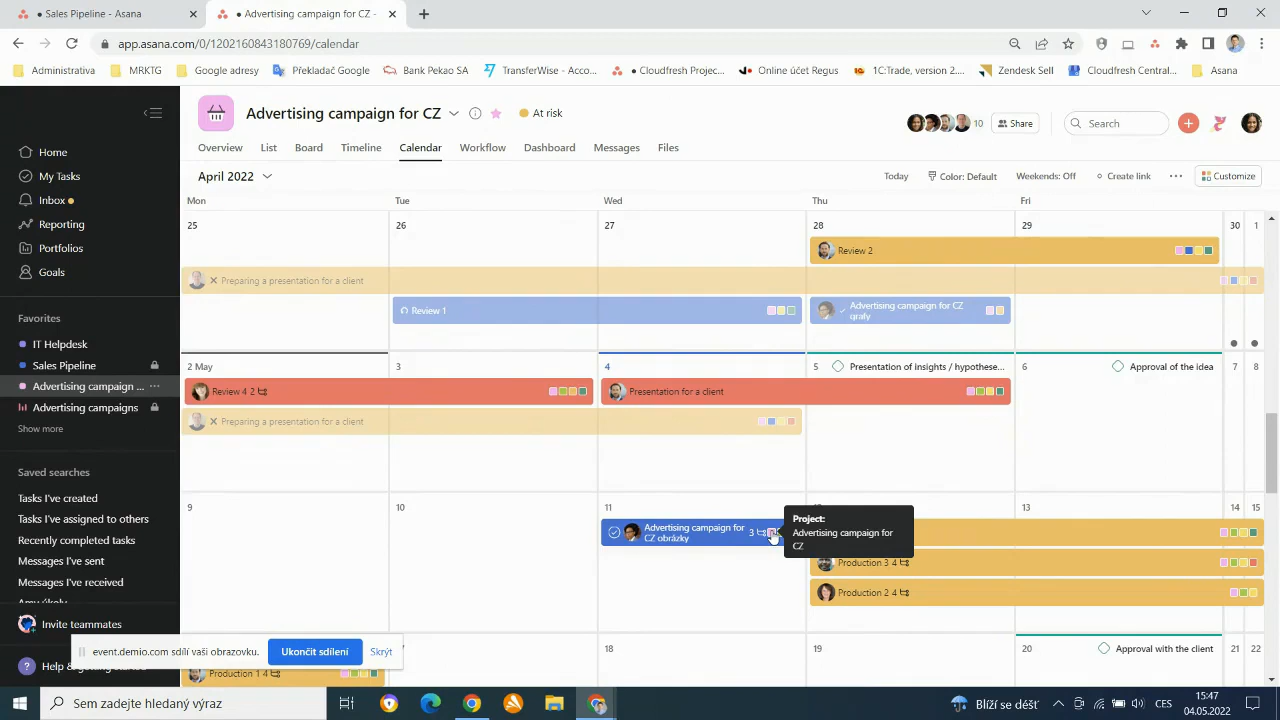 • Sales Pipeline - Asana
• Advertising campaign for CZ -
app.asana.com/0/1202160843180769/calendar
Administrativa
MRKTG
Google adresy
Překladač Google
Bank Pekao SA
TransferWise - Acco...
• Cloudfresh Projec...
Online účet Regus
1C:Trade, version 2....
Zendesk Sell
Cloudfresh Central...
Asana
Advertising campaign for CZ
At risk
10
Share
Search
Overview
List
Board
Timeline
Calendar
Workflow
Dashboard
Messages
Files
April 2022
Today
Color: Default
Weekends: Off
Create link
Customize
Home
My Tasks
Inbox
Reporting
Portfolios
Goals
Favorites
IT Helpdesk
Sales Pipeline
Advertising campaign ...
Advertising campaigns
Show more
Saved searches
Tasks I've created
Tasks I've assigned to others
Recently completed tasks
Messages I've sent
Messages I've received
Invite teammates
Mon
Tue
Wed
Thu
Fri
25
26
27
28
29
30
1
Review 2
Preparing a presentation for a client
Review 1
Advertising campaign for CZ
grafy
2 May
3
4
5
Presentation of insights / hypothese...
6
Approval of the idea
7
8
Review 4 2
Presentation for a client
Preparing a presentation for a client
9
10
11
13
14
15
Advertising campaign for
CZ obrázky
3
Project:
Advertising campaign for
CZ
Production 3 4
Production 2 4
18
19
20
Approval with the client
21
22
event.demio.com sdílí vaši obrazovku.
Ukončit sdílení
Skrýt
Production 1 4
? Help &
Sem zadejte hledaný výraz
Blíží se déšť
CES
15:47
04.05.2022